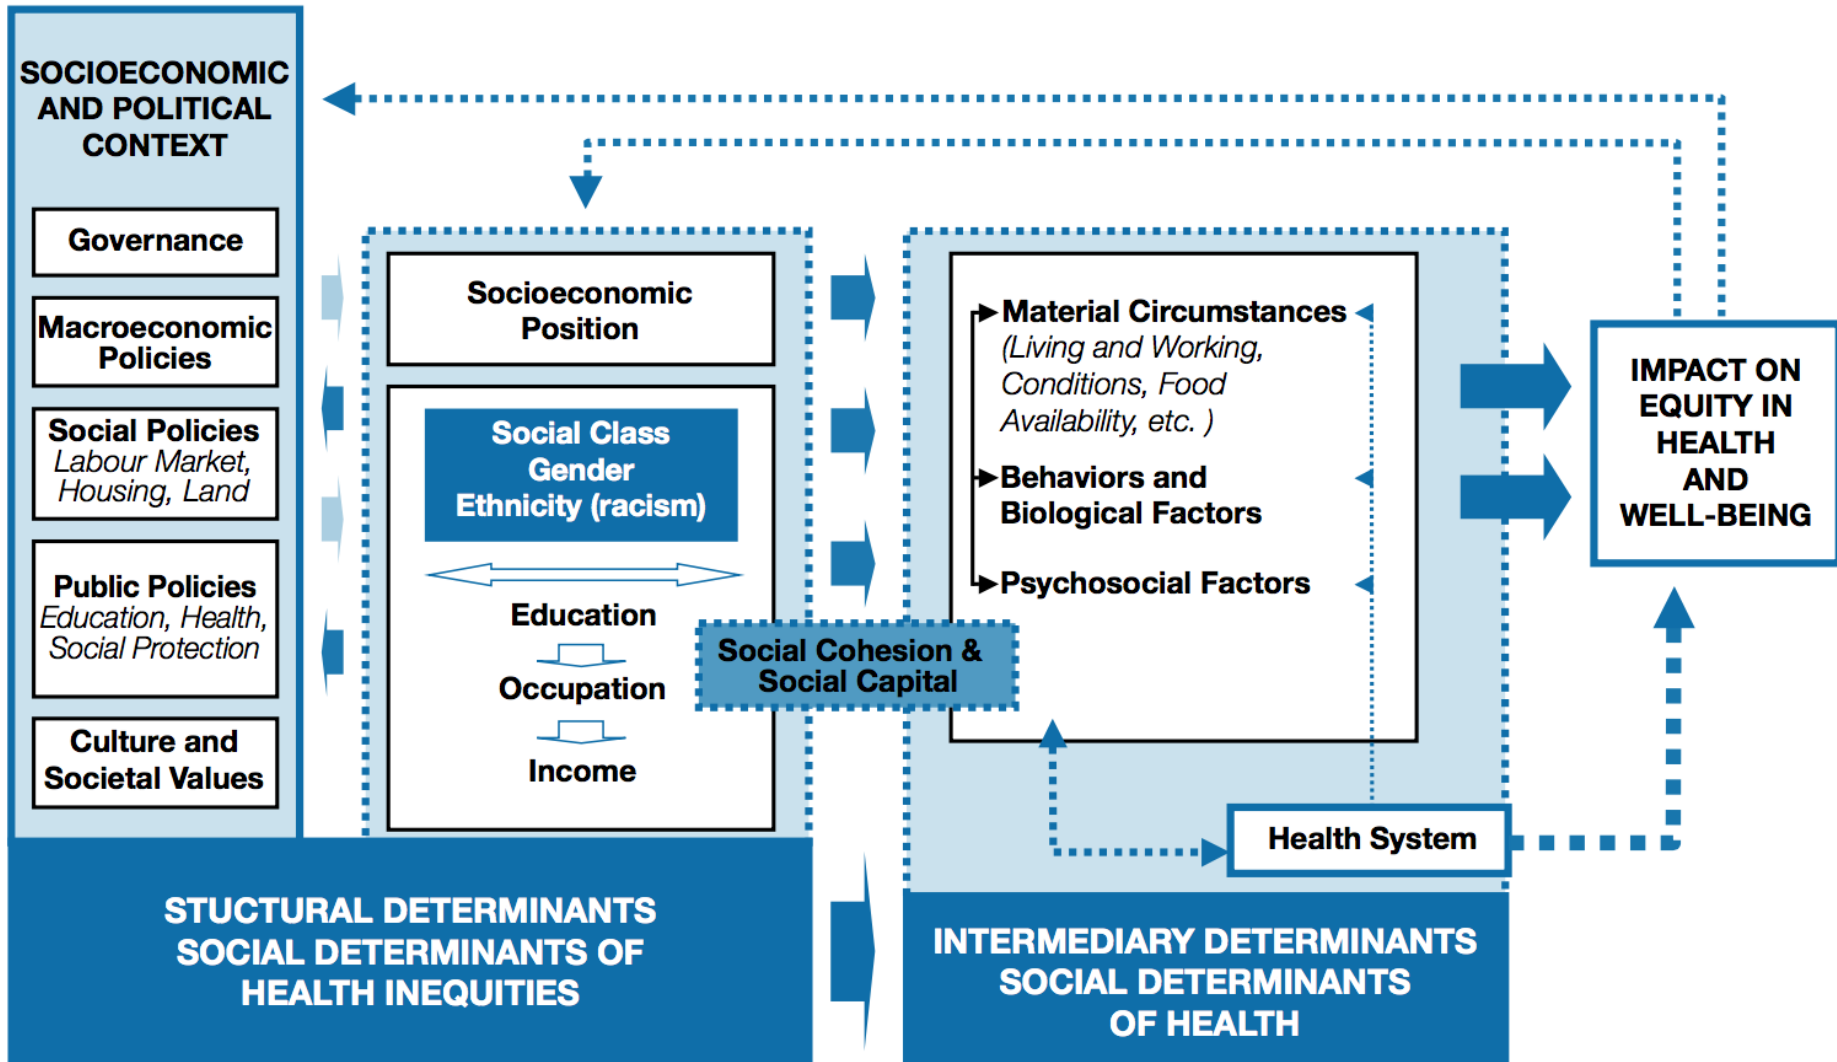 SOCIOECONOMIC
AND POLITICAL
CONTEXT
Governance
Macroeconomic
Policies
Social Policies
Labour Market,
Housing, Land
Public Policies
Education, Health,
Social Protection
Culture and
Societal Values
Socioeconomic
Position
Social Class
Gender
Ethnicity (racism)
Education
Occupation
Income
Social Cohesion &
Social Capital
Material Circumstances
(Living and Working,
Conditions, Food
Availability, etc. )
Behaviors and
Biological Factors
Psychosocial Factors
Health System
IMPACT ON
EQUITY IN
HEALTH
AND
WELL-BEING
STUCTURAL DETERMINANTS
SOCIAL DETERMINANTS OF
HEALTH INEQUITIES
INTERMEDIARY DETERMINANTS
SOCIAL DETERMINANTS
OF HEALTH